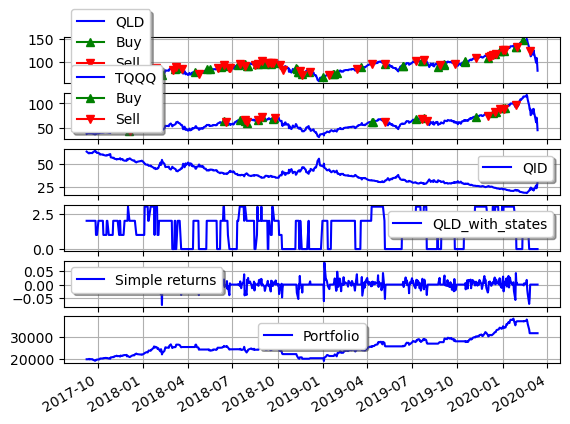 QLD
Buy
Sell
150
100
TQQQ
Buy
Sell
100
50
QID
50
25
QLD_with_states
2.5
0.0
Simple returns
0.05
0.00
−0.05
Portfolio
30000
20000
2017-10 2018-01 2018-04 2018-07 2018-10 2019-01 2019-04 2019-07 2019-10 2020-01 2020-04